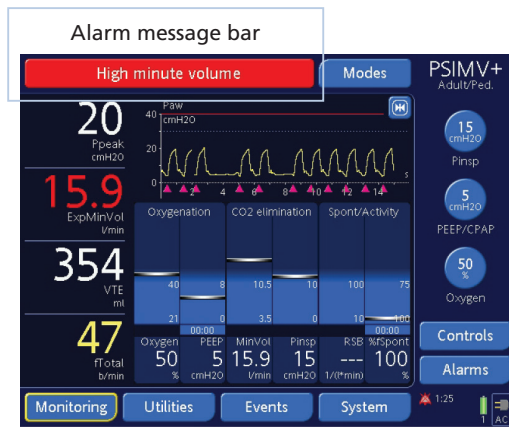 Alarm message bar
High minute volume
Modes
PSIMV+
Adult/Ped.
20
Ppeak
cmH2O
15.9
ExpMinVol
l/min
354
VTE
ml
47
fTotal
b/min
40 Paw
cmH2O
20
0
2 4 6 8 10 12 14 s
15
cmH2O
Pinsp
5
cmH2O
PEEP/CPAP
50
%
Oxygen
Oxygenation CO2 elimination Spont/Activity
40 8 10.5 10 100 75
21 0 3.5 0 10 100
00:00 00:00
Oxygen PEEP MinVol Pinsp RSB %fSpont
50 5 15.9 15 --- 100
% cmH2O l/min cmH2O 1/(l*min) %
Controls
Alarms
Monitoring Utilities Events System
1:25
1 AC